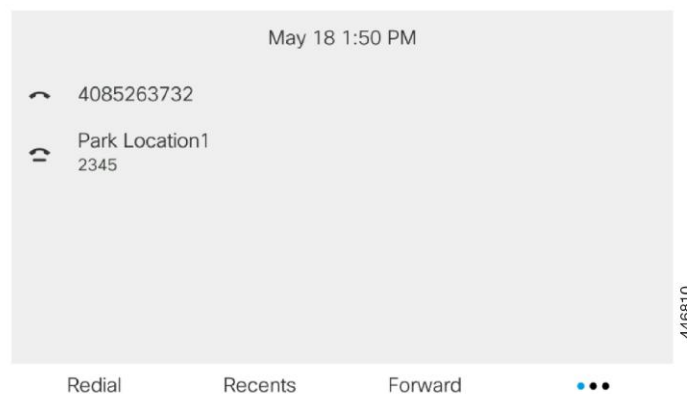 May 18 1:50 PM
4085263732
Park Location1
2345
446810
Redial Recents Forward